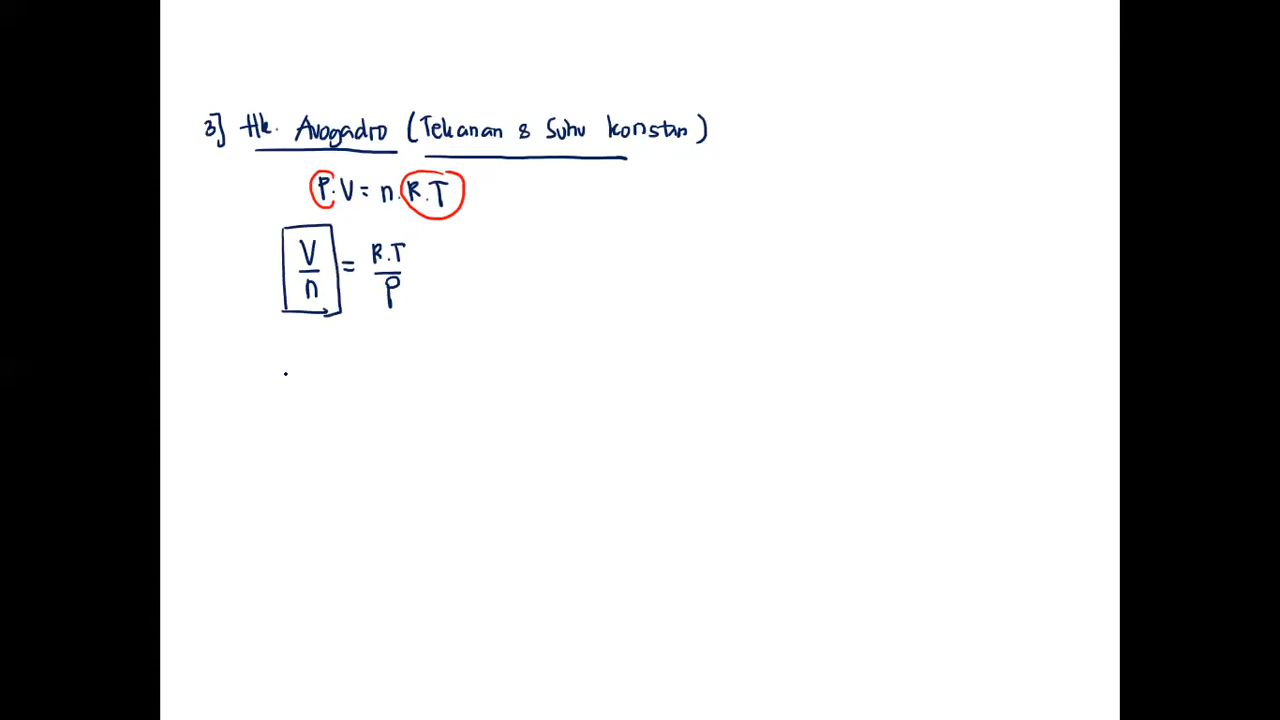 3] Hk. Avogadro (Tekanan & Suhu konstan)
P.V = n.R.T
V/n = R.T/P